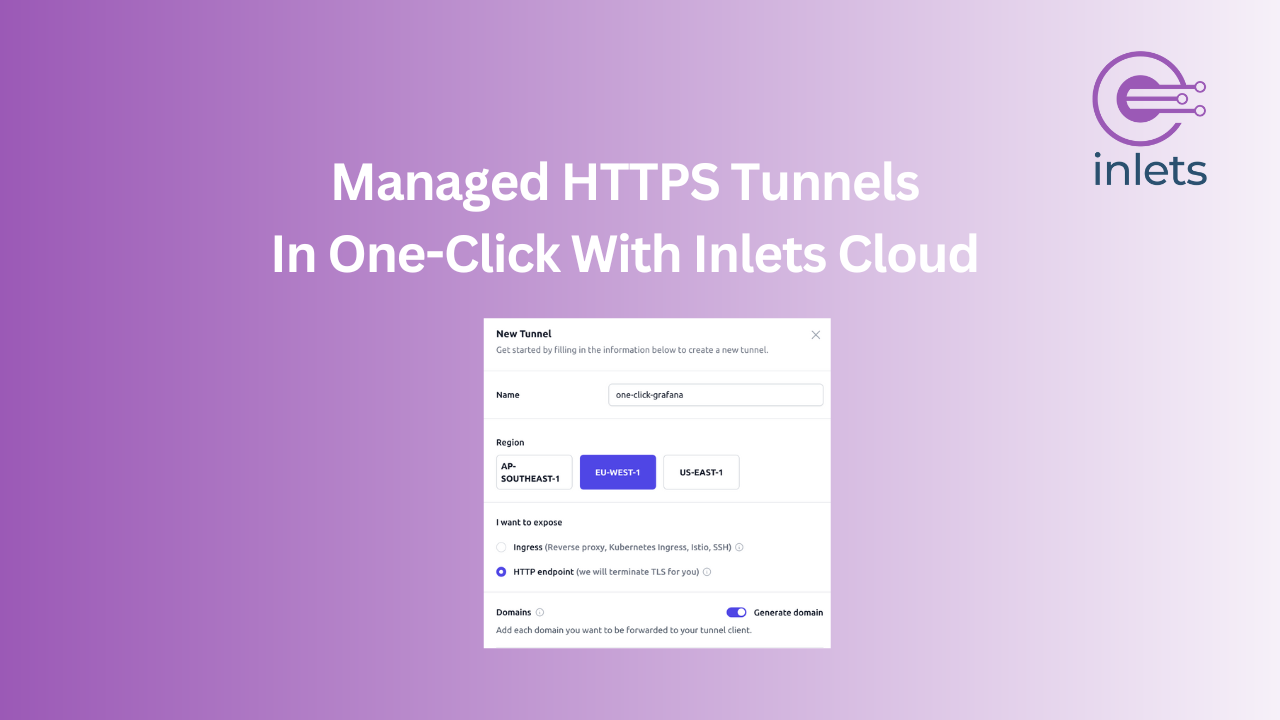 inlets
Managed HTTPS Tunnels
In One-Click With Inlets Cloud
New Tunnel
Get started by filling in the information below to create a new tunnel.
Name
one-click-grafana
Region
AP-
SOUTHEAST-1
EU-WEST-1
US-EAST-1
I want to expose
Ingress (Reverse proxy, Kubernetes Ingress, Istio, SSH)
HTTP endpoint (we will terminate TLS for you)
Domains
Generate domain
Add each domain you want to be forwarded to your tunnel client.